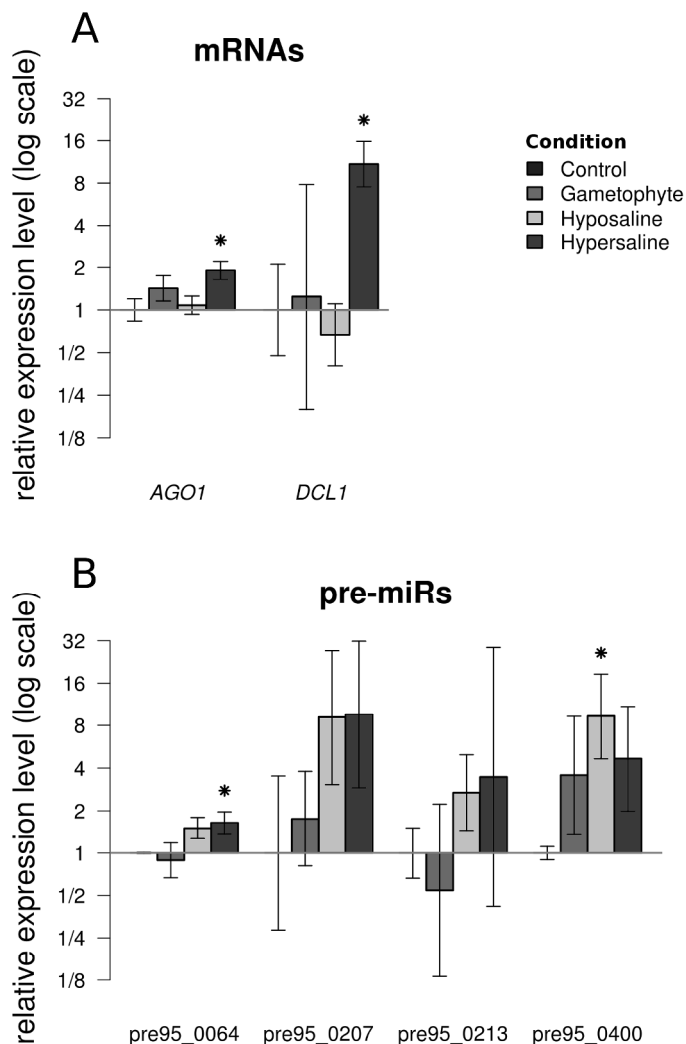 A
mRNAs
relative expression level (log scale)
32
16
8
4
2
1
1/2
1/4
1/8
*
*
AGO1 DCL1
Condition
Control
Gametophyte
Hyposaline
Hypersaline
B
pre-miRs
relative expression level (log scale)
32
16
8
4
2
1
1/2
1/4
1/8
*
*
pre95_0064 pre95_0207 pre95_0213 pre95_0400